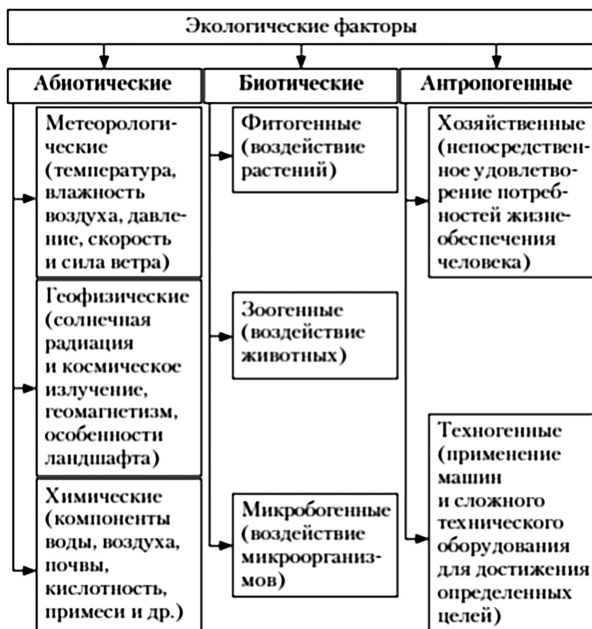 Экологические факторы
Абиотические
Метеорологи-
ческие
(температура,
влажность
воздуха, давле-
ние, скорость
и сила ветра)
Геофизические
(солнечная
радиация
и космическое
излучение,
геомагнетизм,
особенности
ландшафта)
Химические
(компоненты
воды, воздуха,
почвы,
кислотность,
примеси и др.)
Биотические
Фитогенные
(воздействие
растений)
Зоогенные
(воздействие
животных)
Микробогенные
(воздействие
микроорганиз-
мов)
Антропогенные
Хозяйственные
(непосредствен-
ное удовлетво-
рение потреб-
ностей жизне-
обеспечения
человека)
Техногенные
(применение
машин
и сложного
технического
оборудования
для достижения
определенных
целей)